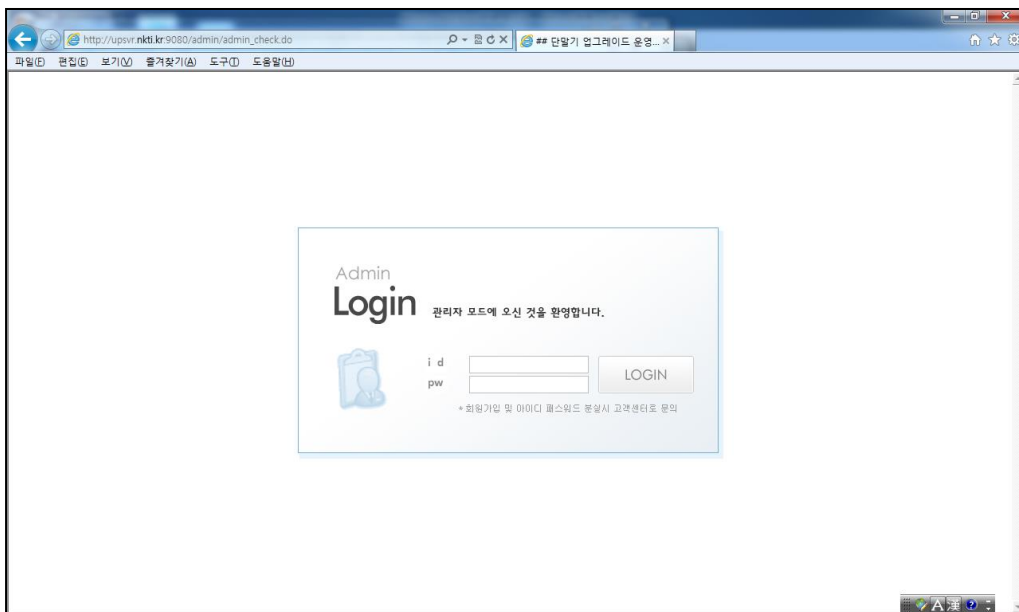 http://upsvr.nkti.kr:9080/admin/admin_check.do
## 단말기 업그레이드 운영...
파일(F) 편집(E) 보기(V) 즐겨찾기(A) 도구(T) 도움말(H)
Admin
Login 관리자 모드에 오신 것을 환영합니다.
i d
pw
LOGIN
* 회원가입 및 아이디 패스워드 분실시 고객센터로 문의
A 漢